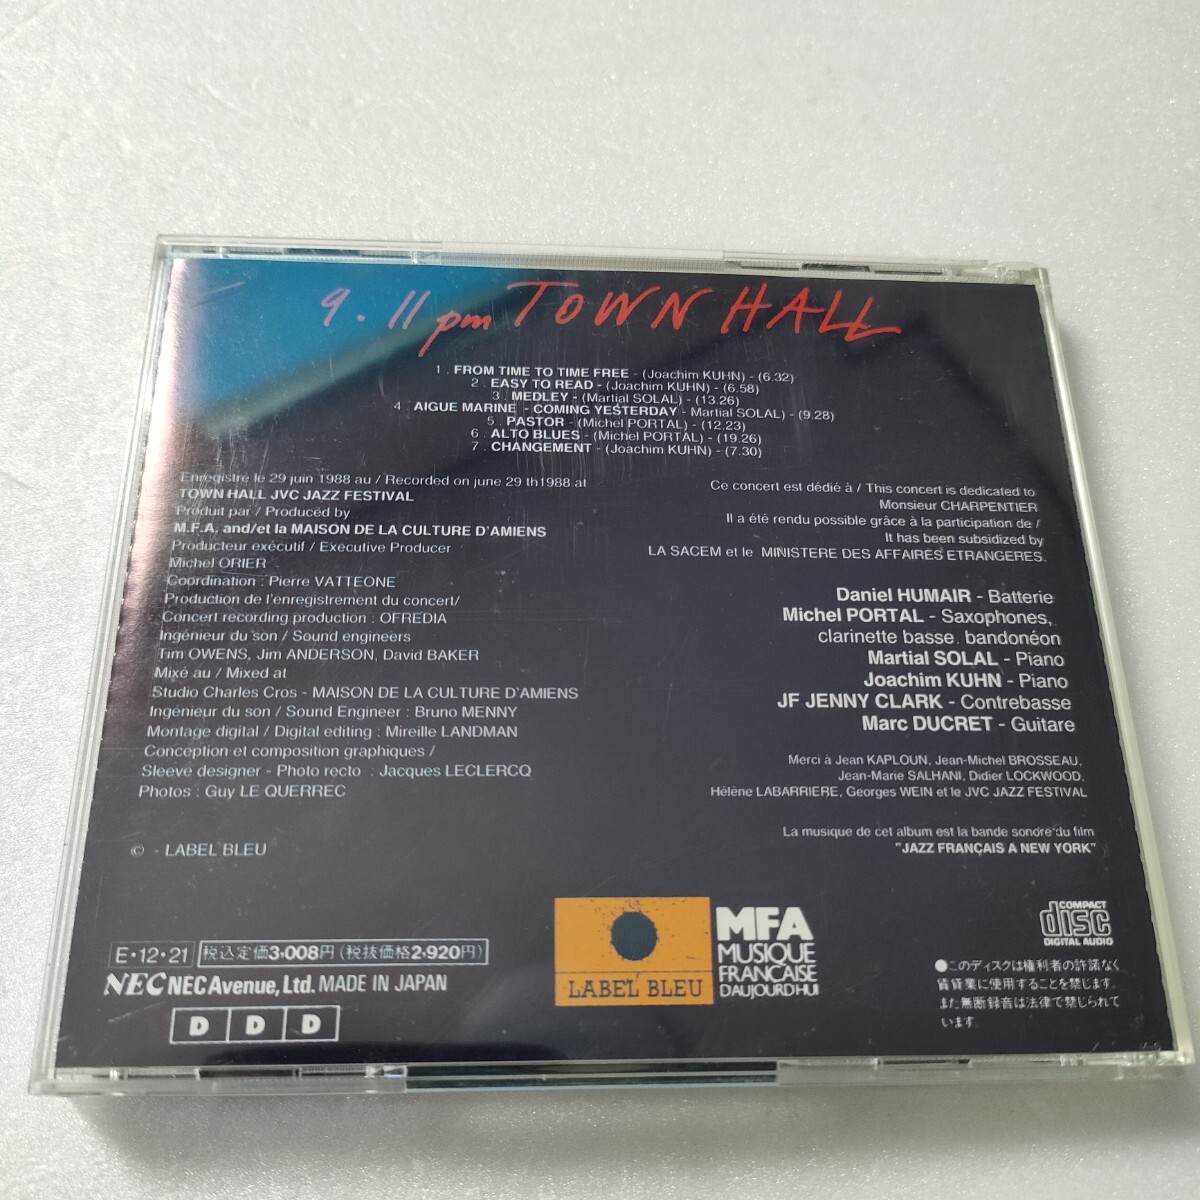 9.11 pm TOWN HALL
1. FROM TIME TO TIME FREE - (Joachim KUHN) - (6.32)
2. EASY TO READ - (Joachim KUHN) - (6.58)
3. MEDLEY - (Martial SOLAL) - (13.26)
4. AIGUE MARINE - COMING YESTERDAY - Martial SOLAL) - (9.28)
5. PASTOR - (Michel PORTAL) - (12.23)
6. ALTO BLUES - (Michel PORTAL) - (19.26)
7. CHANGEMENT - (Joachim KUHN) - (7.30)
Enregistré le 29 juin 1988 au / Recorded on june 29 th1988 at
TOWN HALL JVC JAZZ FESTIVAL
Produit par / Produced by
M.F.A. and/et la MAISON DE LA CULTURE D'AMIENS
Producteur exécutif / Executive Producer
Michel ORIER
Coordination : Pierre VATTEONE
Production de l'enregistrement du concert/
Concert recording production : OFREDIA
Ingénieur du son / Sound engineers
Tim OWENS, Jim ANDERSON, David BAKER
Mixé au / Mixed at
Studio Charles Cros - MAISON DE LA CULTURE D'AMIENS
Ingénieur du son / Sound Engineer : Bruno MENNY
Montage digital / Digital editing : Mireille LANDMAN
Conception et composition graphiques /
Sleeve designer - Photo recto : Jacques LECLERCQ
Photos : Guy LE QUERREC
© - LABEL BLEU
Ce concert est dédié à / This concert is dedicated to
Monsieur CHARPENTIER
Il a été rendu possible grâce à la participation de /
It has been subsidized by
LA SACEM et le MINISTERE DES AFFAIRES ETRANGERES.
Daniel HUMAIR - Batterie
Michel PORTAL - Saxophones,
clarinette basse, bandonéon
Martial SOLAL - Piano
Joachim KUHN - Piano
JF JENNY CLARK - Contrebasse
Marc DUCRET - Guitare
Merci à Jean KAPLOUN, Jean-Michel BROSSEAU,
Jean-Marie SALHANI, Didier LOCKWOOD,
Hélène LABARRIERE, Georges WEIN et le JVC JAZZ FESTIVAL
La musique de cet album est la bande sonore du film
"JAZZ FRANÇAIS A NEW YORK"
E・12・21 税込定価3,008円(税抜価格2,920円)
NEC NEC Avenue, Ltd. MADE IN JAPAN
D D D
LABEL BLEU
MFA
MUSIQUE
FRANCAISE
D'AUJOURD'HUI
COMPACT
disc
DIGITAL AUDIO
●このディスクは権利者の許諾なく
賃貸業に使用することを禁じます。
また無断録音は法律で禁じられて
います。